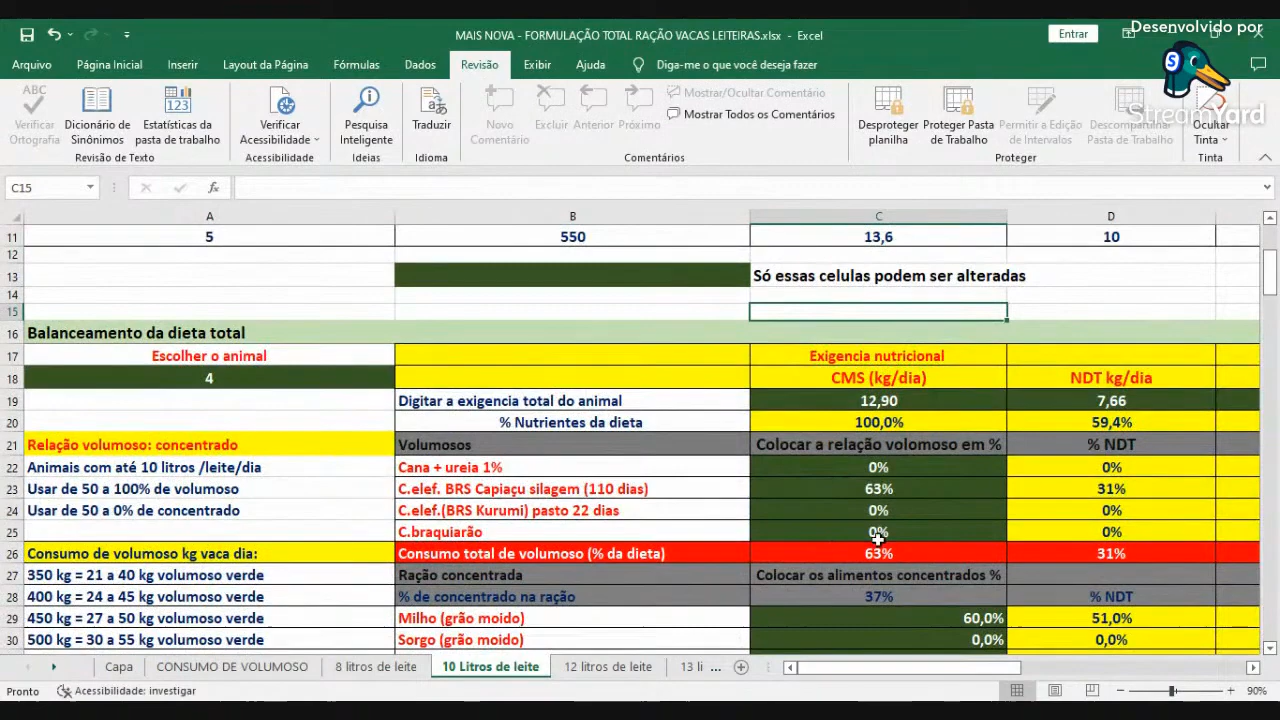 Desenvolvido por
StreamYard
MAIS NOVA - FORMULAÇÃO TOTAL RAÇÃO VACAS LEITEIRAS.xlsx - Excel
Entrar
Arquivo Página Inicial Inserir Layout da Página Fórmulas Dados Revisão Exibir Ajuda Diga-me o que você deseja fazer
Verificar Ortografia
Dicionário de Sinônimos
Estatísticas da pasta de trabalho
Revisão de Texto
Verificar Acessibilidade
Acessibilidade
Pesquisa Inteligente
Ideias
Traduzir
Idioma
Novo Comentário
Excluir
Anterior
Próximo
Mostrar/Ocultar Comentário
Mostrar Todos os Comentários
Comentários
Desproteger planilha
Proteger Pasta de Trabalho
Permitir a Edição de Intervalos
Descompartilhar Pasta de Trabalho
Proteger
Ocultar Tinta
Tinta
C15 fx
A B C D
11 5 550 13,6 10
12
13 Só essas celulas podem ser alteradas
14
15
16 Balanceamento da dieta total
17 Escolher o animal Exigencia nutricional
18 4 CMS (kg/dia) NDT kg/dia
19 Digitar a exigencia total do animal 12,90 7,66
20 % Nutrientes da dieta 100,0% 59,4%
21 Relação volumoso: concentrado Volumosos Colocar a relação volomoso em % % NDT
22 Animais com até 10 litros /leite/dia Cana + ureia 1% 0% 0%
23 Usar de 50 a 100% de volumoso C.elef. BRS Capiaçu silagem (110 dias) 63% 31%
24 Usar de 50 a 0% de concentrado C.elef.(BRS Kurumi) pasto 22 dias 0% 0%
25 C.braquiarão 0% 0%
26 Consumo de volumoso kg vaca dia: Consumo total de volumoso (% da dieta) 63% 31%
27 350 kg = 21 a 40 kg volumoso verde Ração concentrada Colocar os alimentos concentrados %
28 400 kg = 24 a 45 kg volumoso verde % de concentrado na ração 37% % NDT
29 450 kg = 27 a 50 kg volumoso verde Milho (grão moido) 60,0% 51,0%
30 500 kg = 30 a 55 kg volumoso verde Sorgo (grão moido) 0,0% 0,0%
Capa CONSUMO DE VOLUMOSO 8 litros de leite 10 Litros de leite 12 litros de leite 13 li ...
Pronto Acessibilidade: investigar 90%